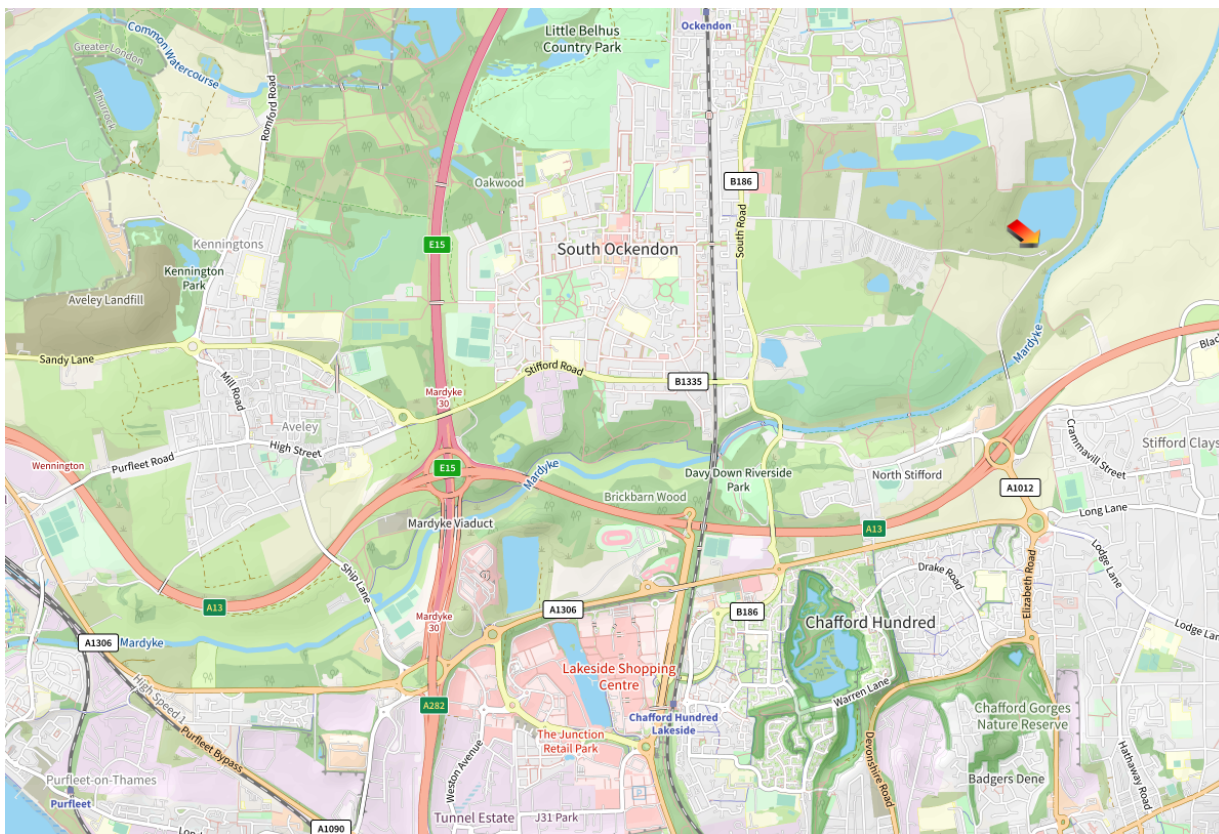 Ockendon
Little Belhus
Country Park
Common Watercourse
Greater London
Thurrock
Romford Road
Oakwood
B186
South Road
Kenningtons
E15
South Ockendon
Kennington
Park
Aveley Landfill
Mardyke
Sandy Lane
Stifford Road
Mill Road
Mardyke
30
B1335
Aveley
High Street
Crammavill Street
Stifford Clays
Wennington
Purfleet Road
E15
Mardyke
Davy Down Riverside
Park
North Stifford
A1012
Brickbarn Wood
Mardyke Viaduct
A13
Long Lane
Lodge Lane
Ship Lane
Drake Road
Elizabeth Road
A13
A1306
B186
Mardyke
30
Chafford Hundred
A1306
Mardyke
Lakeside Shopping
Centre
High Speed 1
Warren Lane
A282
Chafford Hundred
Lakeside
Chafford Gorges
Nature Reserve
Purfleet Bypass
The Junction
Retail Park
Weston Avenue
Devonshire Road
Hathaway Road
Purfleet-on-Thames
Badgers Dene
Purfleet
Tunnel Estate
J31 Park
A1090